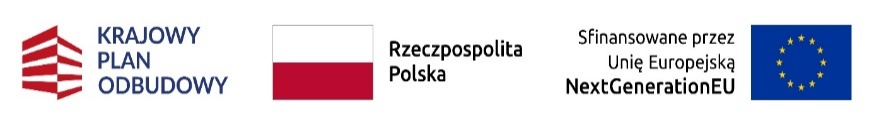 KRAJOWY
PLAN
ODBUDOWY
Rzeczpospolita
Polska
Sfinansowane przez
Unię Europejską
NextGenerationEU